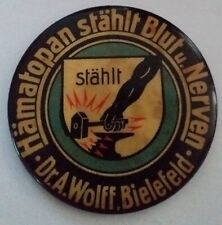 Hämatopan stählt Blut u. Nerven
stählt
Dr. A. Wolff. Bielefeld